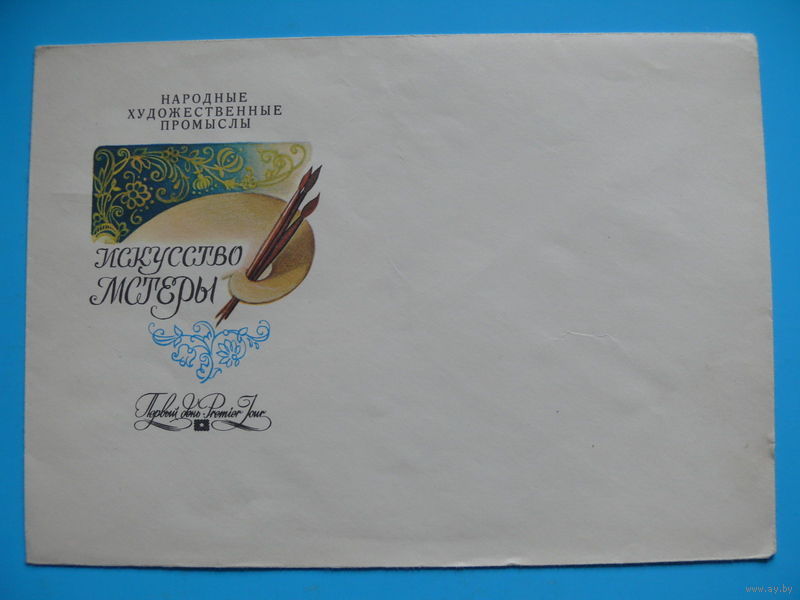 НАРОДНЫЕ
ХУДОЖЕСТВЕННЫЕ
ПРОМЫСЛЫ
ИСКУССТВО
МСТЕРЫ
Первый день · Premier Jour
www.ay.by